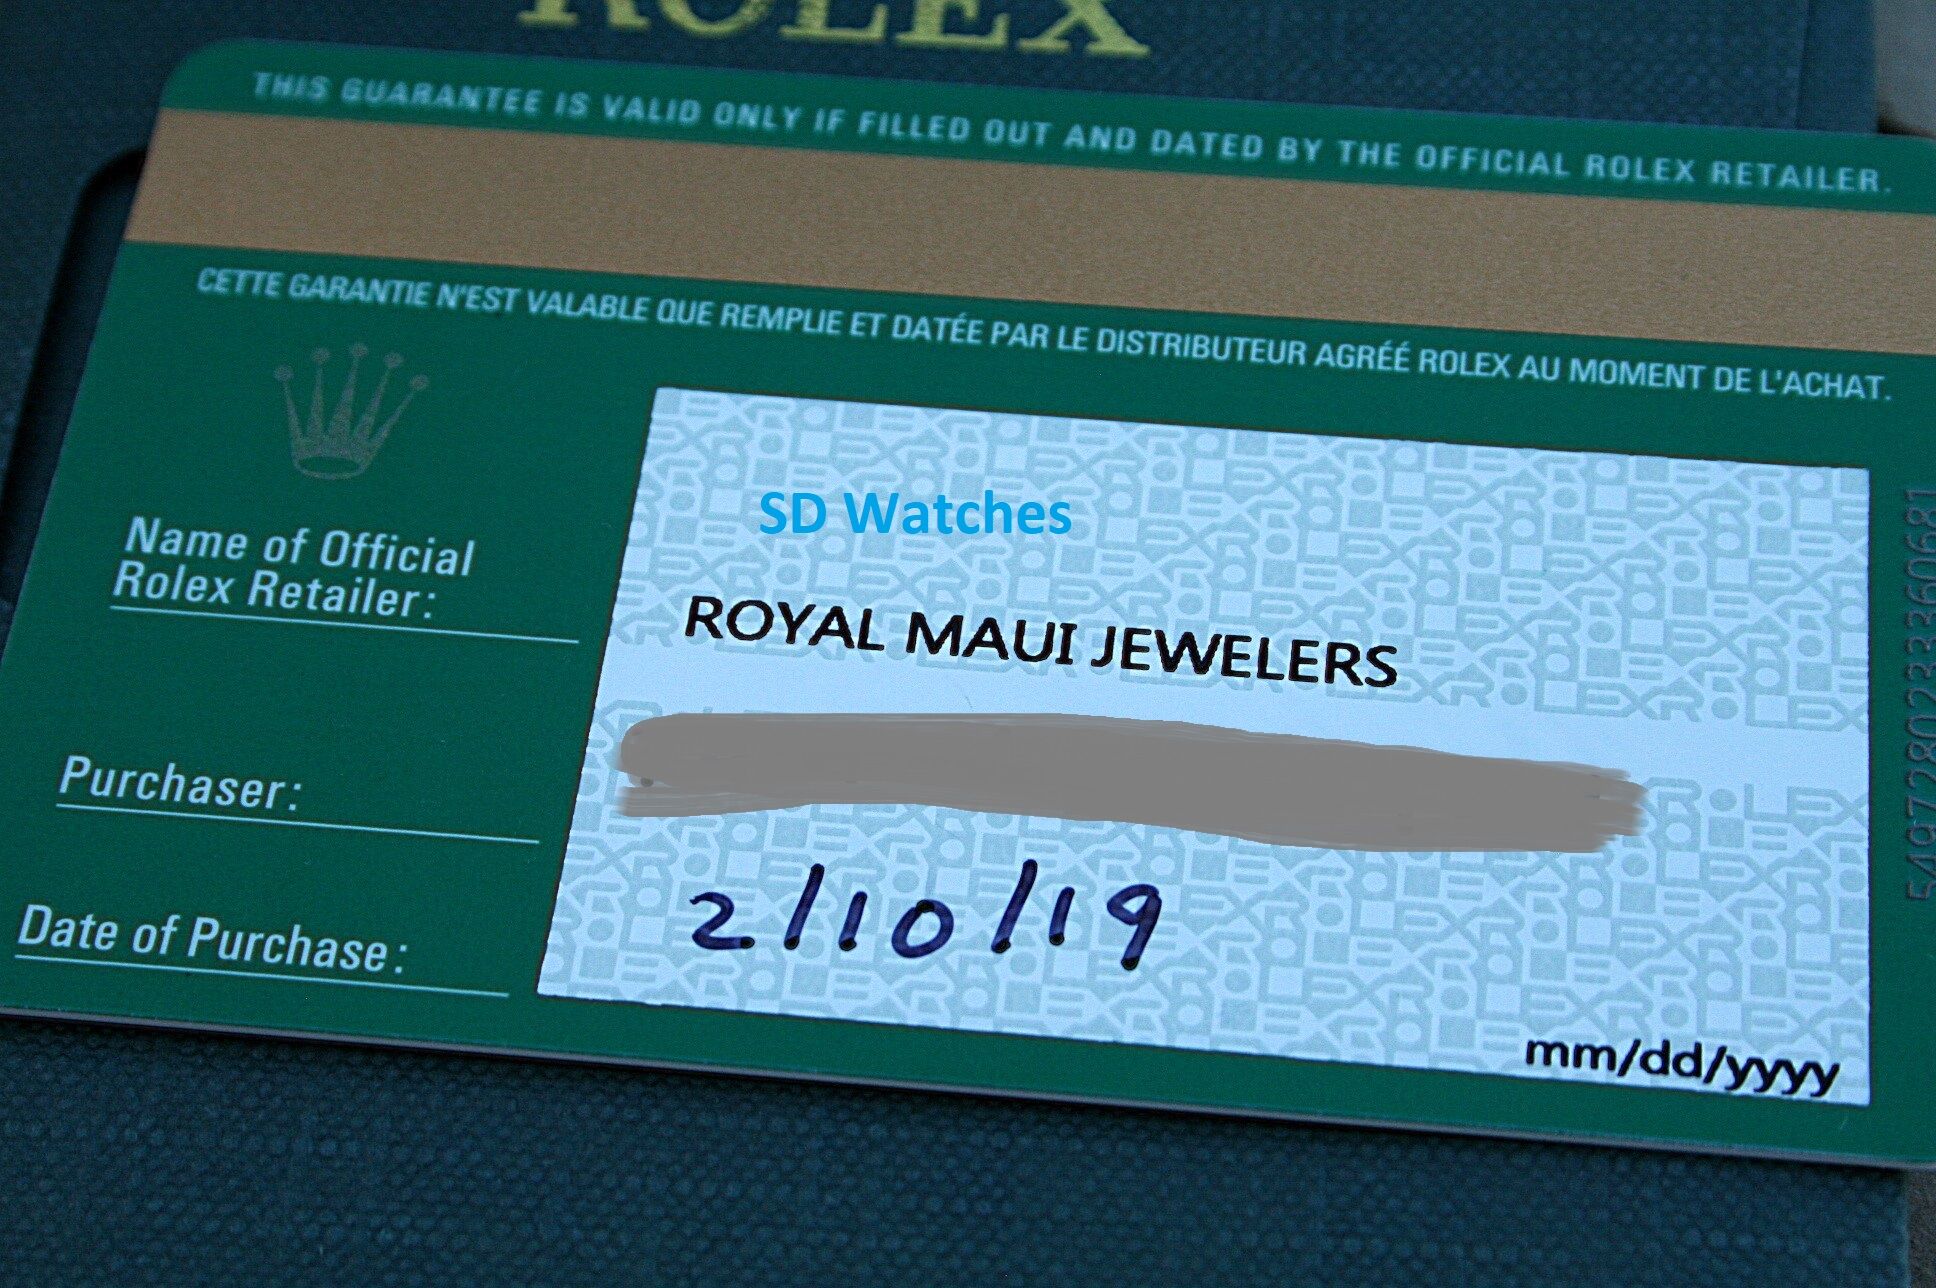 ROLEX
THIS GUARANTEE IS VALID ONLY IF FILLED OUT AND DATED BY THE OFFICIAL ROLEX RETAILER.
CETTE GARANTIE N'EST VALABLE QUE REMPLIE ET DATÉE PAR LE DISTRIBUTEUR AGRÉÉ ROLEX AU MOMENT DE L'ACHAT.
SD Watches
Name of Official
Rolex Retailer:
ROYAL MAUI JEWELERS
Purchaser:
Date of Purchase:
2/10/19
mm/dd/yyyy